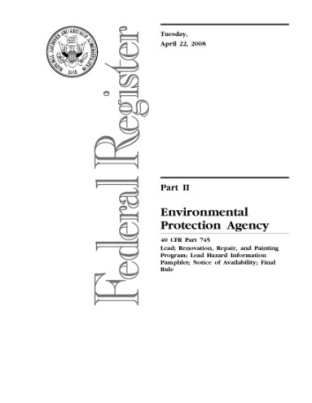 Tuesday,
April 22, 2008
Federal Register
Part II
Environmental
Protection Agency
40 CFR Part 745
Lead; Renovation, Repair, and Painting
Program; Lead Hazard Information
Pamphlet; Notice of Availability; Final
Rule